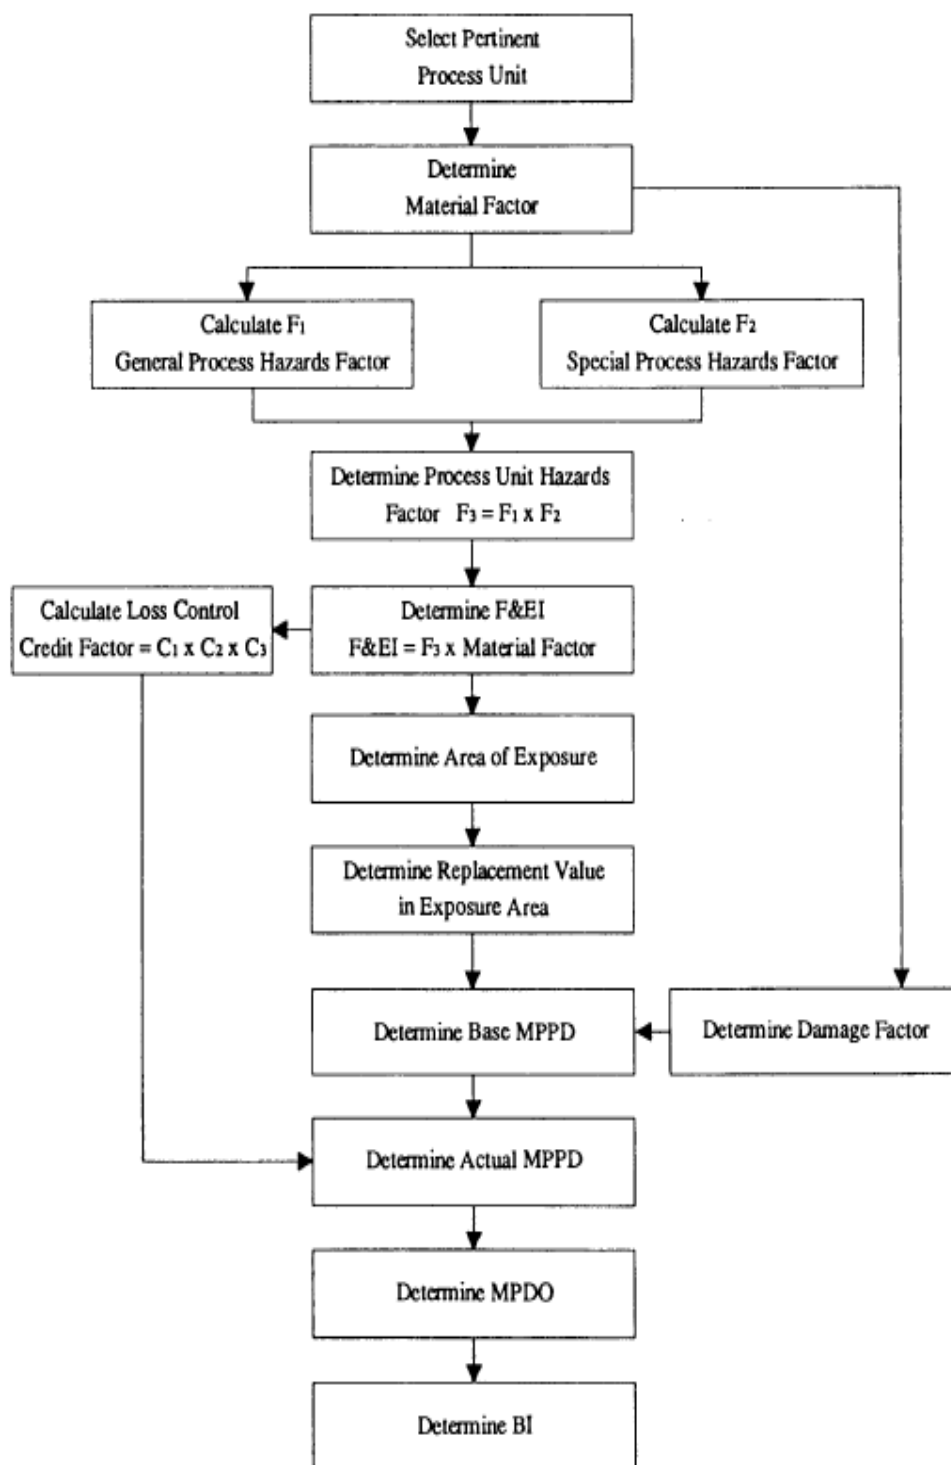 Select Pertinent
Process Unit
Determine
Material Factor
Calculate F₁
General Process Hazards Factor
Calculate F₂
Special Process Hazards Factor
Determine Process Unit Hazards
Factor F₃ = F₁ x F₂
Calculate Loss Control
Credit Factor = C₁ x C₂ x C₃
Determine F&EI
F&EI = F₃ x Material Factor
Determine Area of Exposure
Determine Replacement Value
in Exposure Area
Determine Base MPPD
Determine Damage Factor
Determine Actual MPPD
Determine MPDO
Determine BI